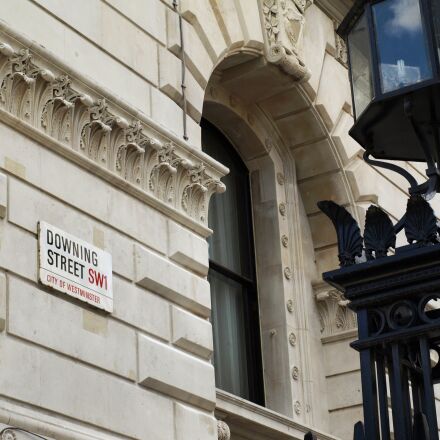 DOWNING
STREET SW1
CITY OF WESTMINSTER